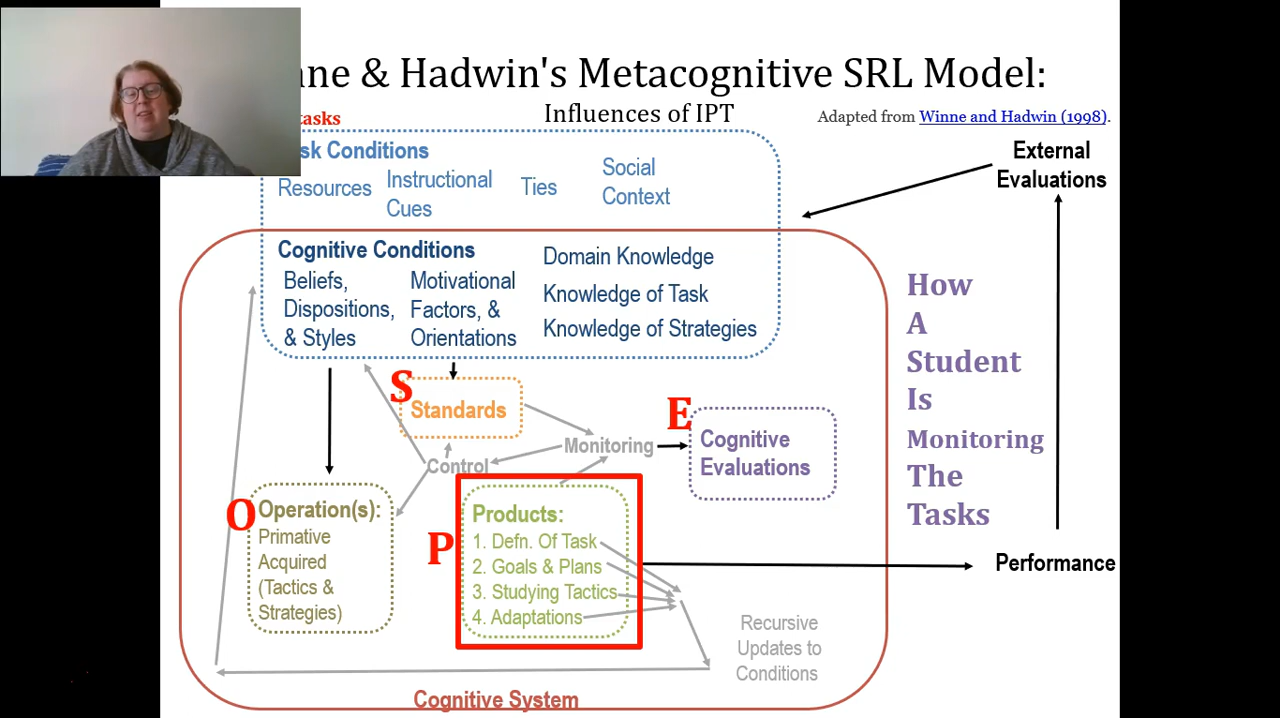 nne & Hadwin's Metacognitive SRL Model:
Influences of IPT
Adapted from Winne and Hadwin (1998).
tasks
sk Conditions
Resources
Instructional
Cues
Ties
Social
Context
External
Evaluations
Cognitive Conditions
Beliefs,
Dispositions,
& Styles
Motivational
Factors, &
Orientations
Domain Knowledge
Knowledge of Task
Knowledge of Strategies
How
A
Student
Is
Monitoring
The
Tasks
S
Standards
Monitoring
Control
E
Cognitive
Evaluations
O
Operation(s):
Primative
Acquired
(Tactics &
Strategies)
P
Products:
1. Defn. Of Task
2. Goals & Plans
3. Studying Tactics
4. Adaptations
Performance
Recursive
Updates to
Conditions
Cognitive System